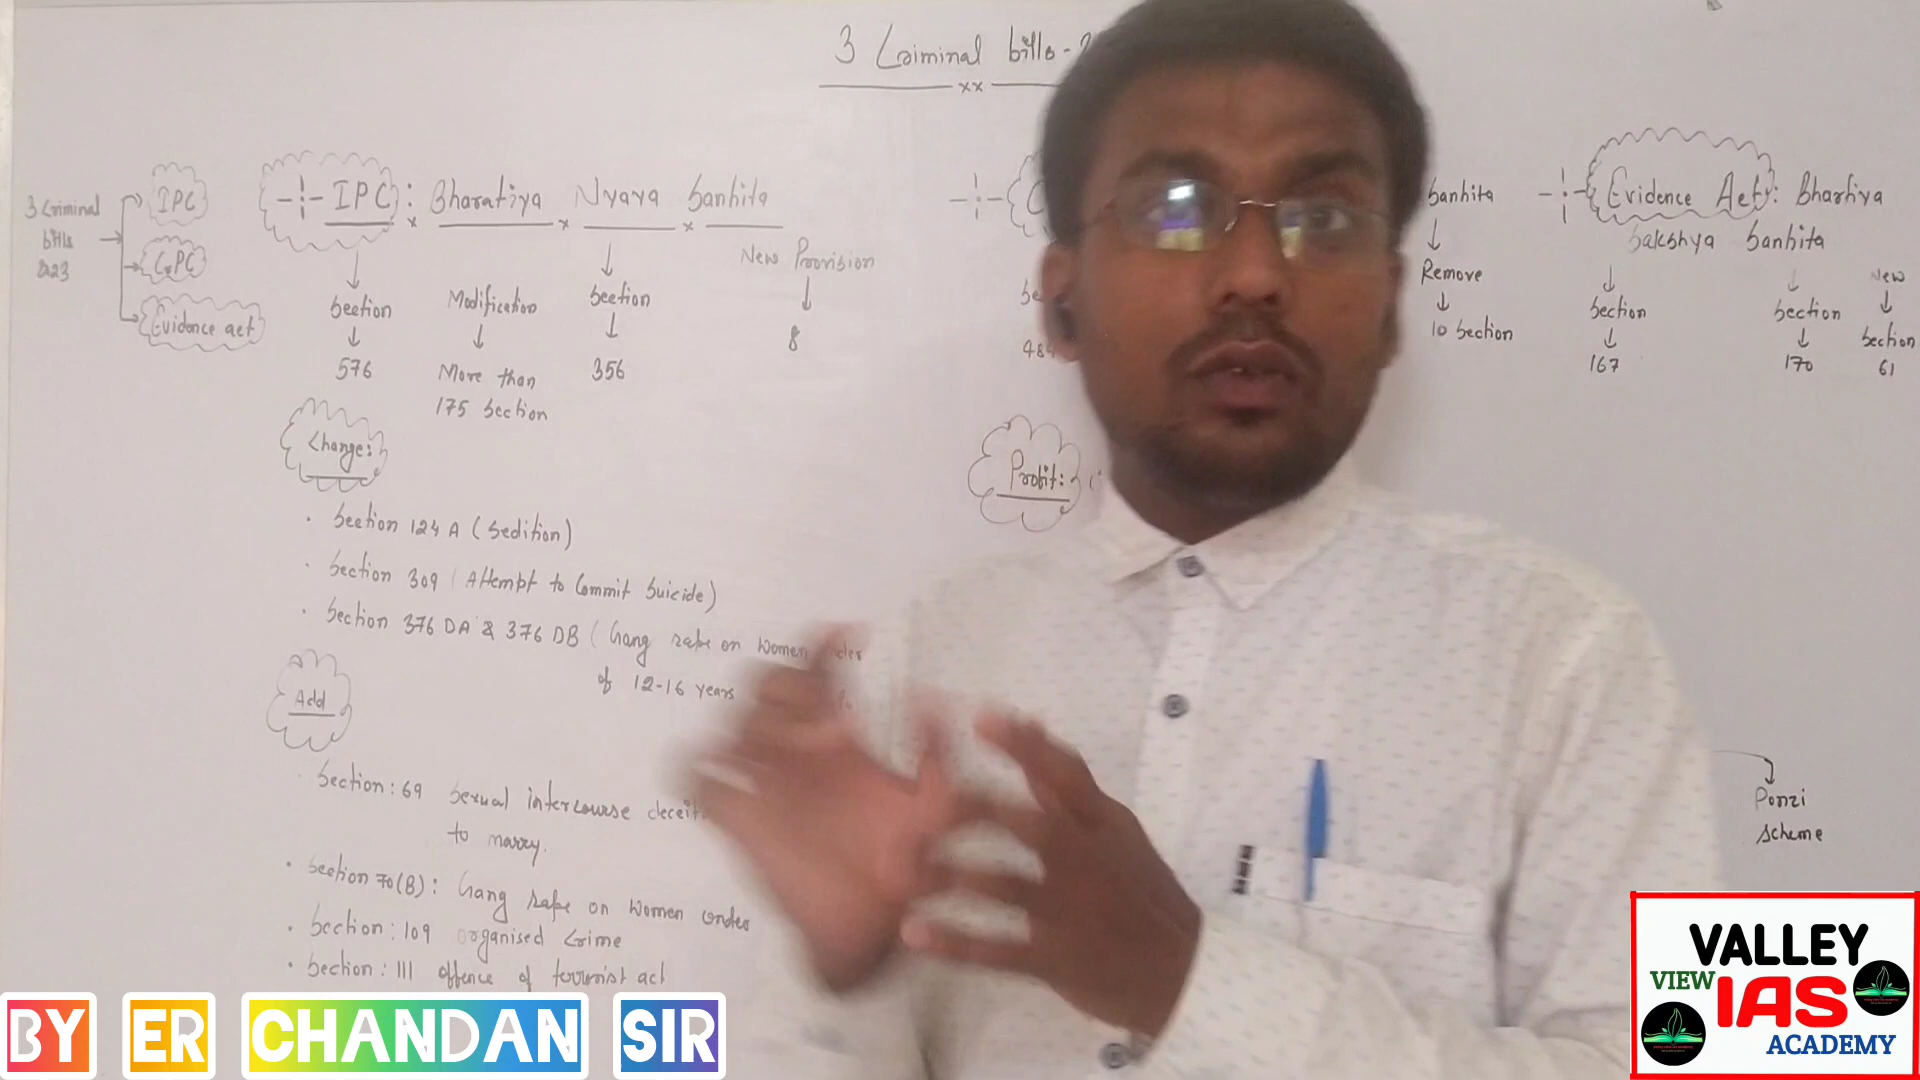 3 Criminal bills -
3 Criminal
bills
2023
IPC
CrPC
Evidence act
IPC : Bharatiya Nyaya Sanhita
Section
576
Modification
More than
175 Section
Section
356
New Provision
8
Change:
Section 124 A (Sedition)
Section 309 (Attempt to Commit Suicide)
Section 376 DA & 376 DB (Gang rape on Women
of 12-16 years
Add
Section : 69 Sexual intercourse
to marry.
Section 70(B) : Gang rape on Women under
Section : 109 organised Crime
Section : 111 offence of terrorist act
Sanhita
Remove
10 Section
Evidence Act : Bhartiya
Sakshya Sanhita
Section
167
Section
170
New
Section
61
Ponzi
Scheme
BY ER CHANDAN SIR
VALLEY
VIEW IAS
ACADEMY